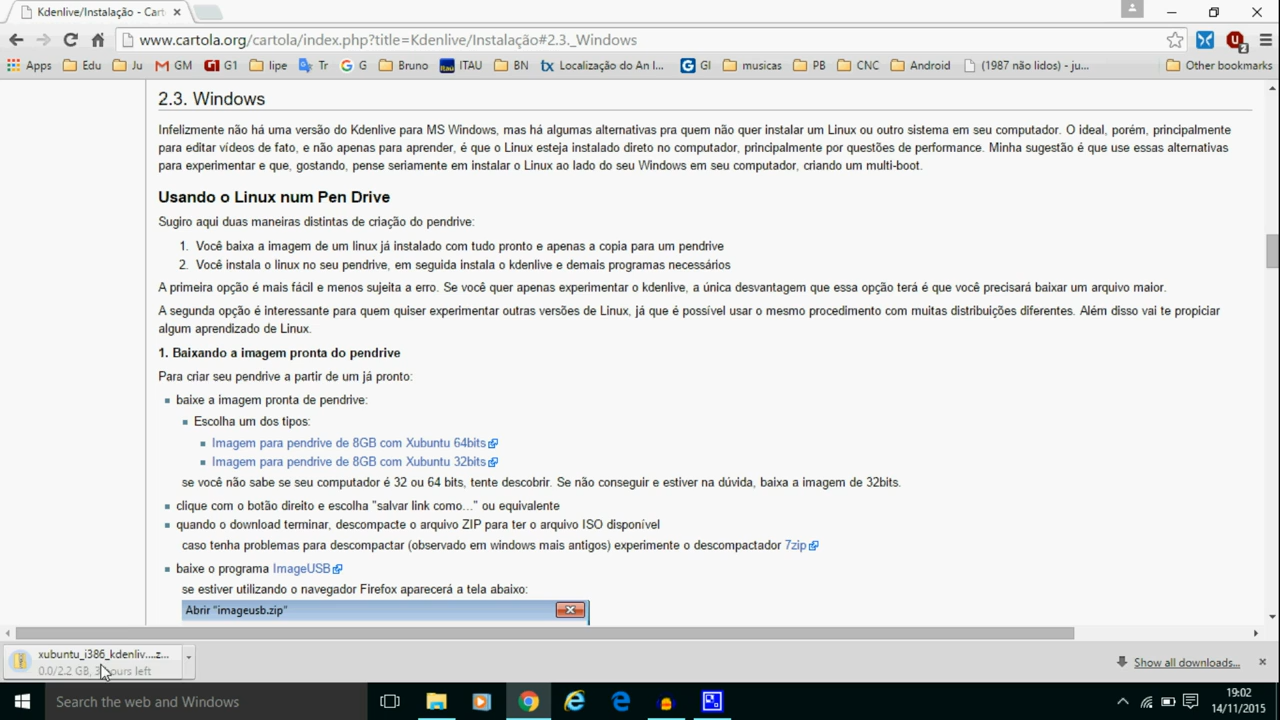 Kdenlive/Instalação - Cart
www.cartola.org/cartola/index.php?title=Kdenlive/Instalação#2.3._Windows
2
Apps Edu Ju GM G1 lipe Tr G Bruno ITAU BN Localização do An I... GI musicas PB CNC Android (1987 não lidos) - ju... Other bookmarks
2.3. Windows
Infelizmente não há uma versão do Kdenlive para MS Windows, mas há algumas alternativas pra quem não quer instalar um Linux ou outro sistema em seu computador. O ideal, porém, principalmente
para editar vídeos de fato, e não apenas para aprender, é que o Linux esteja instalado direto no computador, principalmente por questões de performance. Minha sugestão é que use essas alternativas
para experimentar e que, gostando, pense seriamente em instalar o Linux ao lado do seu Windows em seu computador, criando um multi-boot.
Usando o Linux num Pen Drive
Sugiro aqui duas maneiras distintas de criação do pendrive:
1. Você baixa a imagem de um linux já instalado com tudo pronto e apenas a copia para um pendrive
2. Você instala o linux no seu pendrive, em seguida instala o kdenlive e demais programas necessários
A primeira opção é mais fácil e menos sujeita a erro. Se você quer apenas experimentar o kdenlive, a única desvantagem que essa opção terá é que você precisará baixar um arquivo maior.
A segunda opção é interessante para quem quiser experimentar outras versões de Linux, já que é possível usar o mesmo procedimento com muitas distribuições diferentes. Além disso vai te propiciar
algum aprendizado de Linux.
1. Baixando a imagem pronta do pendrive
Para criar seu pendrive a partir de um já pronto:
baixe a imagem pronta de pendrive:
Escolha um dos tipos:
Imagem para pendrive de 8GB com Xubuntu 64bits
Imagem para pendrive de 8GB com Xubuntu 32bits
se você não sabe se seu computador é 32 ou 64 bits, tente descobrir. Se não conseguir e estiver na dúvida, baixa a imagem de 32bits.
clique com o botão direito e escolha "salvar link como..." ou equivalente
quando o download terminar, descompacte o arquivo ZIP para ter o arquivo ISO disponível
caso tenha problemas para descompactar (observado em windows mais antigos) experimente o descompactador 7zip
baixe o programa ImageUSB
se estiver utilizando o navegador Firefox aparecerá a tela abaixo:
Abrir "imageusb.zip"
xubuntu_i386_kdenliv....z...
0.0/2.2 GB, 3 ours left
Show all downloads...
Search the web and Windows
19:02
14/11/2015